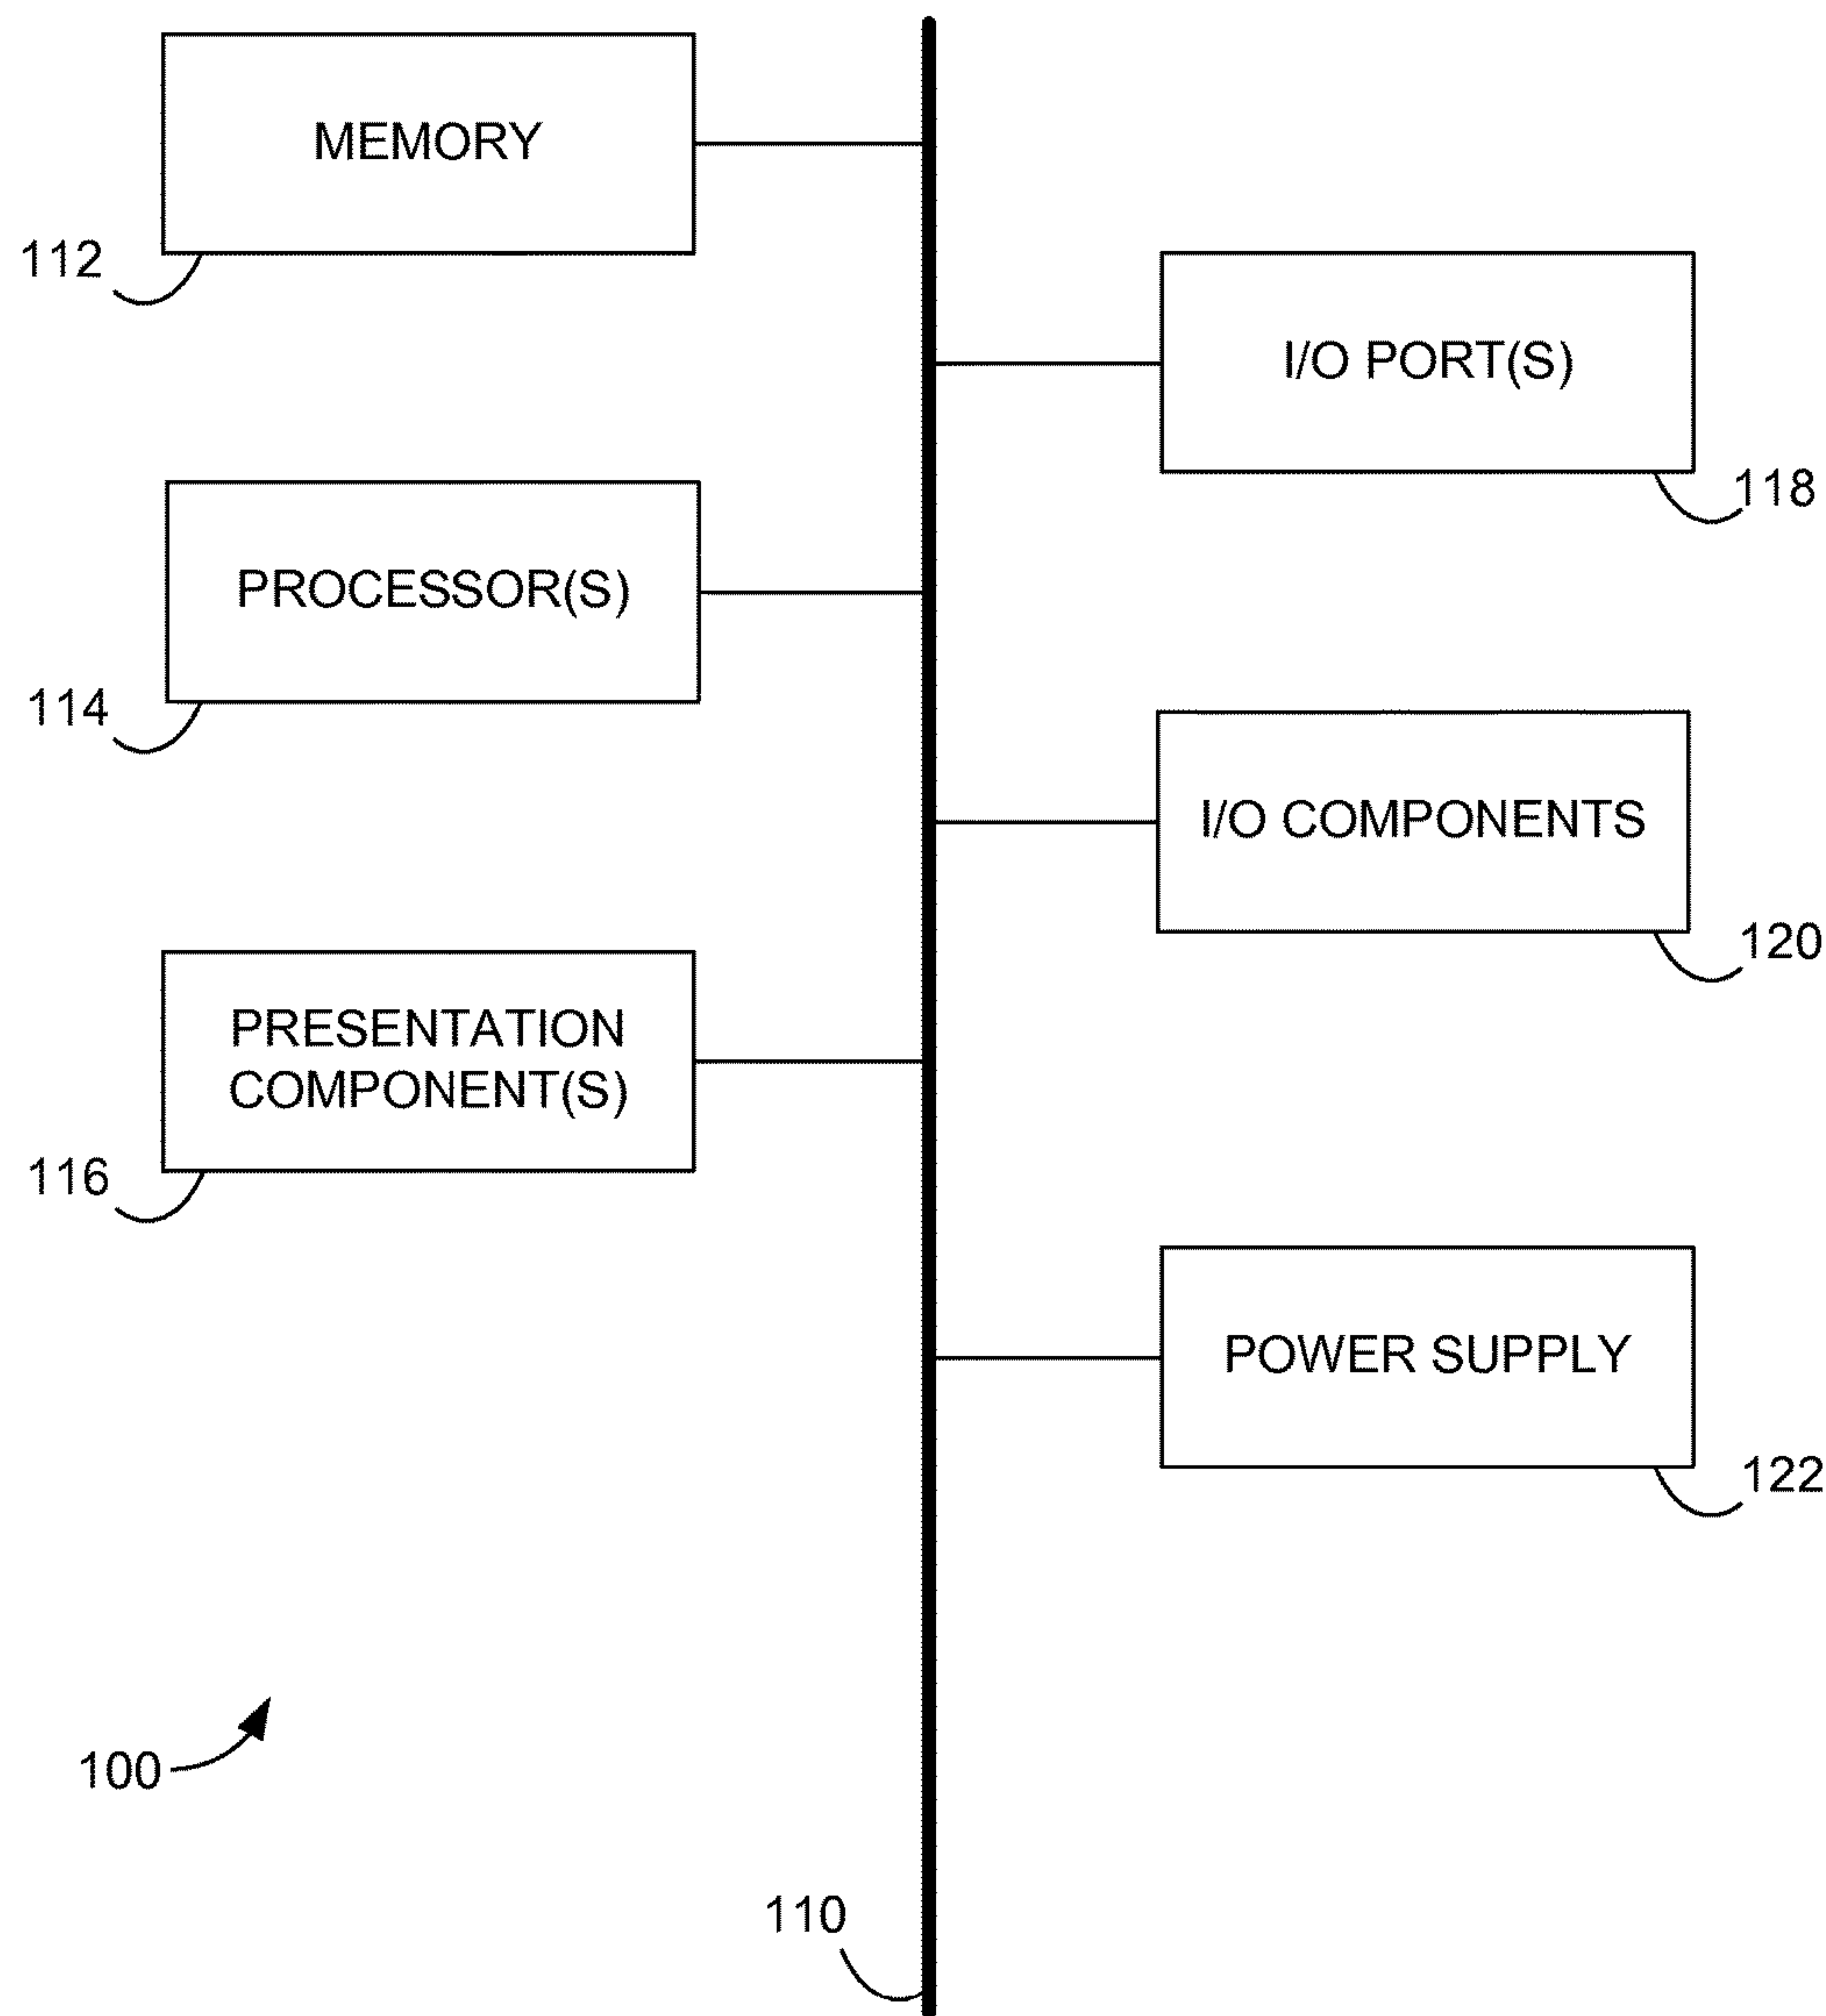 MEMORY
112
I/O PORT(S)
118
PROCESSOR(S)
114
I/O COMPONENTS
120
PRESENTATION
COMPONENT(S)
116
POWER SUPPLY
122
100
110